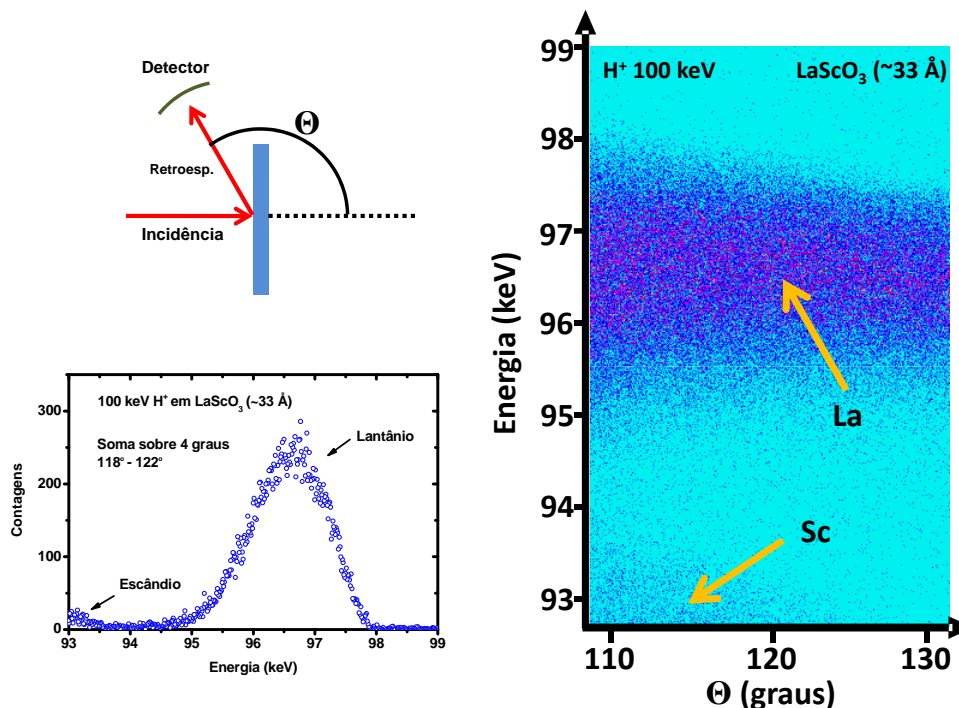 Detector
Θ
Retroesp.
Incidência
300
200
100
0
Contagens
100 keV H⁺ em LaScO₃ (~33 Å)
Soma sobre 4 graus
118° - 122°
Lantânio
Escândio
93 94 95 96 97 98 99
Energia (keV)
99
98
97
96
95
94
93
Energia (keV)
H⁺ 100 keV LaScO₃ (~33 Å)
La
Sc
110 120 130
Θ (graus)